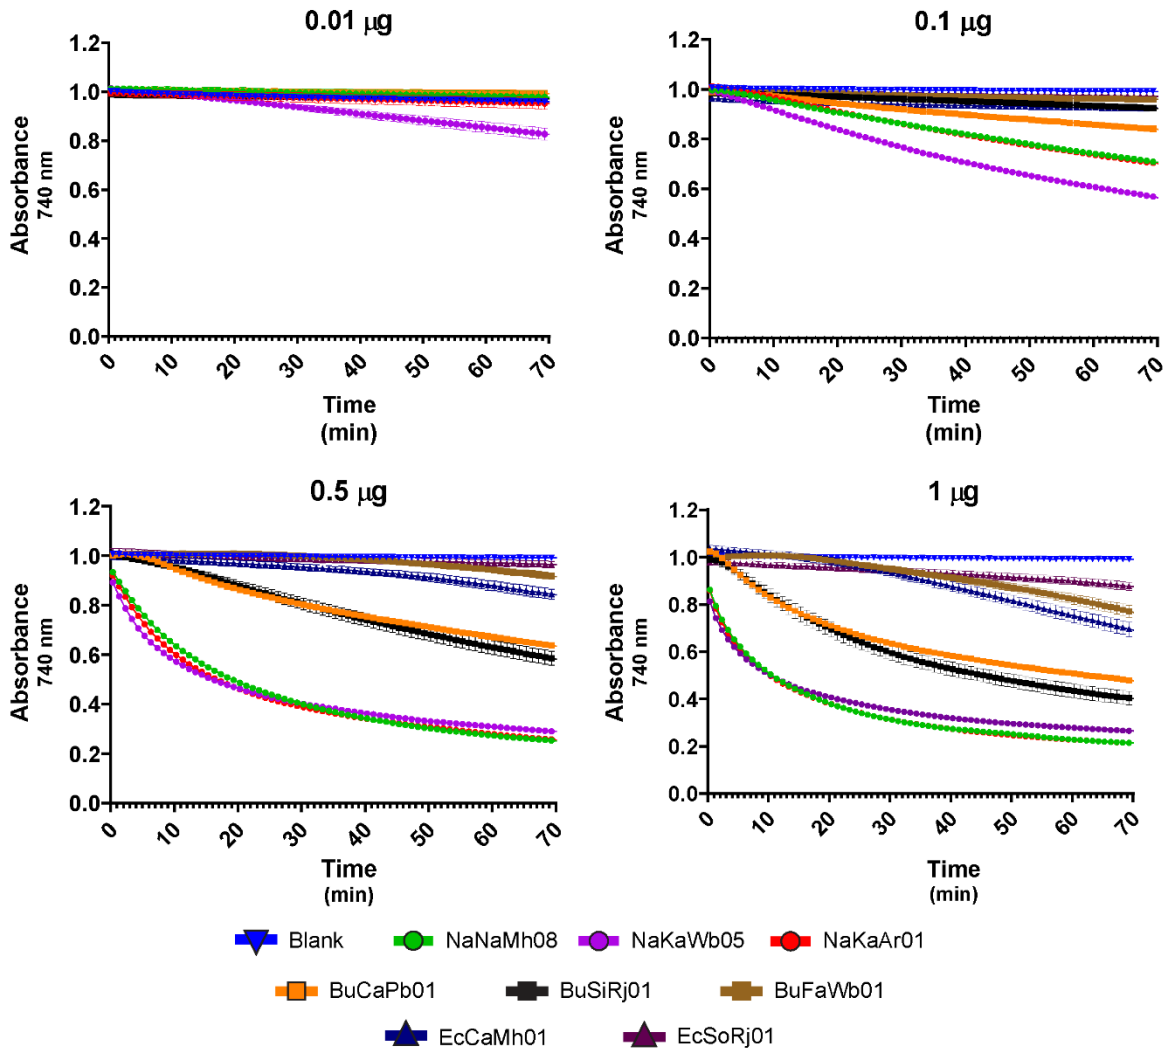 0.01 μg
0.1 μg
1.2
1.0
0.8
0.6
0.4
0.2
0.0
Absorbance
740 nm
0 10 20 30 40 50 60 70
Time
(min)
1.2
1.0
0.8
0.6
0.4
0.2
0.0
Absorbance
740 nm
0 10 20 30 40 50 60 70
Time
(min)
0.5 μg
1 μg
1.2
1.0
0.8
0.6
0.4
0.2
0.0
Absorbance
740 nm
0 10 20 30 40 50 60 70
Time
(min)
1.2
1.0
0.8
0.6
0.4
0.2
0.0
Absorbance
740 nm
0 10 20 30 40 50 60 70
Time
(min)
Blank NaNaMh08 NaKaWb05 NaKaAr01
BuCaPb01 BuSiRj01 BuFaWb01
EcCaMh01 EcSoRj01